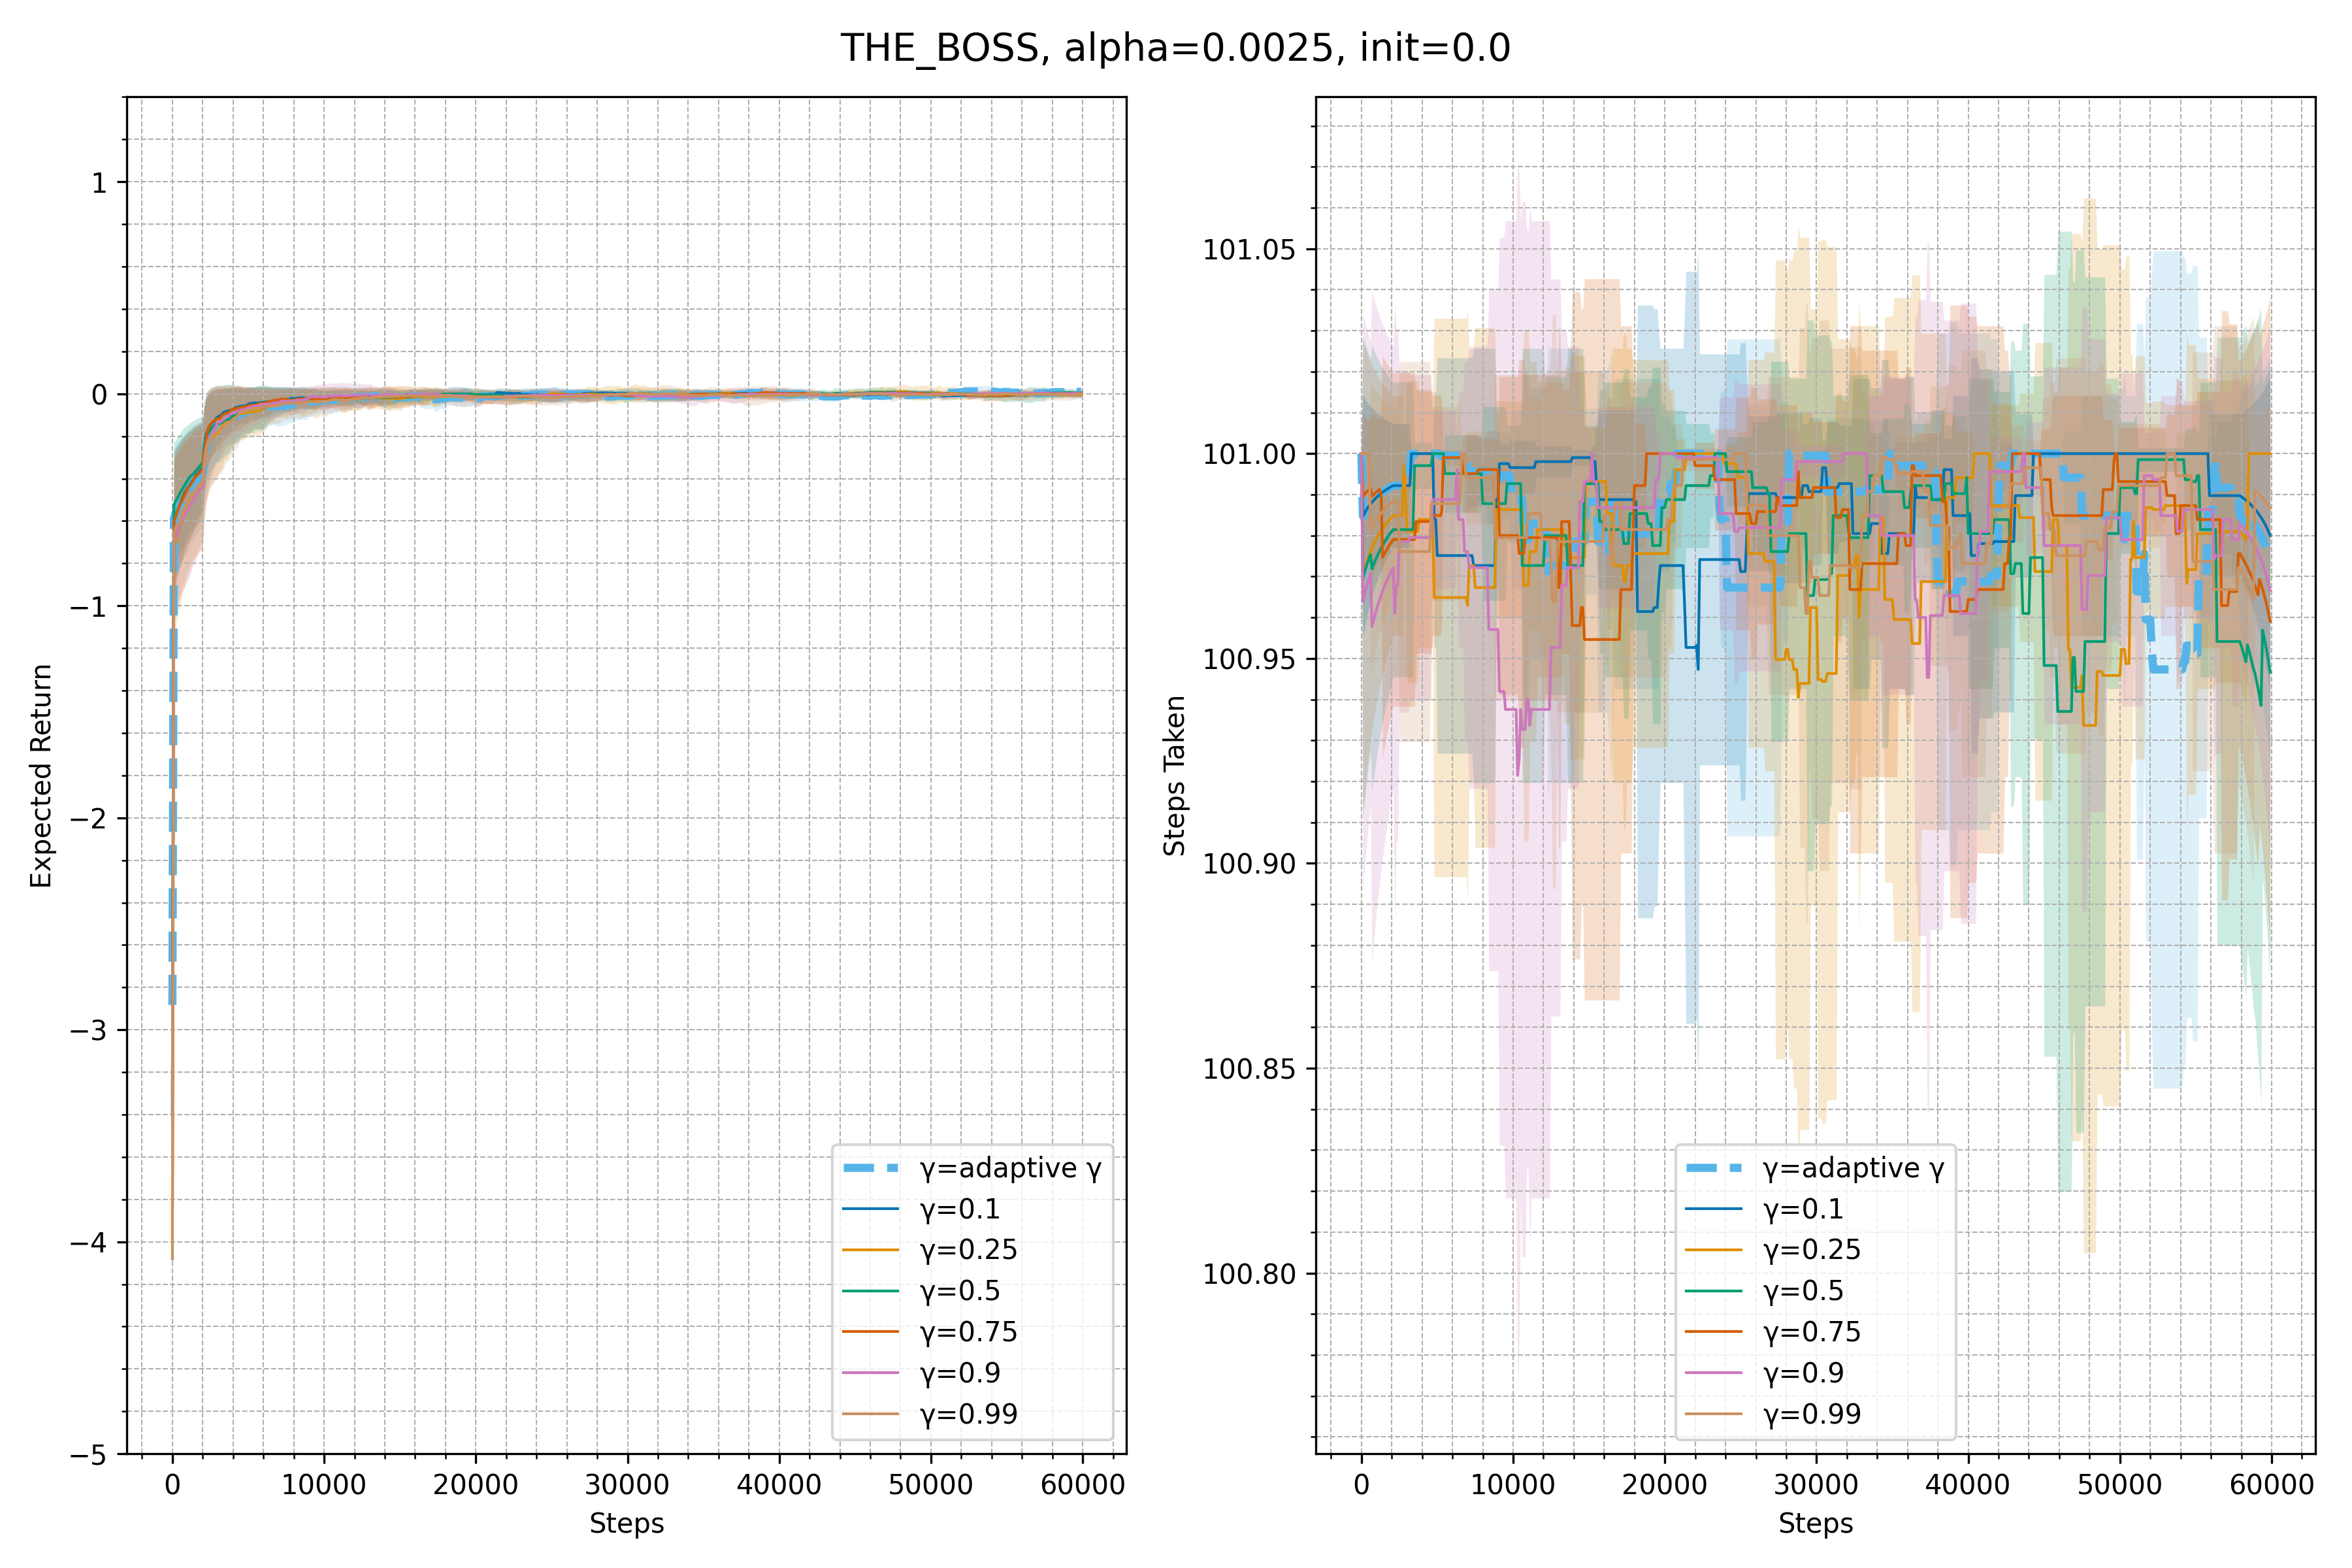 THE_BOSS, alpha=0.0025, init=0.0
Expected Return
1
0
−1
−2
−3
−4
−5
0
10000
20000
30000
40000
50000
60000
Steps
γ=adaptive γ
γ=0.1
γ=0.25
γ=0.5
γ=0.75
γ=0.9
γ=0.99
Steps Taken
101.05
101.00
100.95
100.90
100.85
100.80
0
10000
20000
30000
40000
50000
60000
Steps
γ=adaptive γ
γ=0.1
γ=0.25
γ=0.5
γ=0.75
γ=0.9
γ=0.99